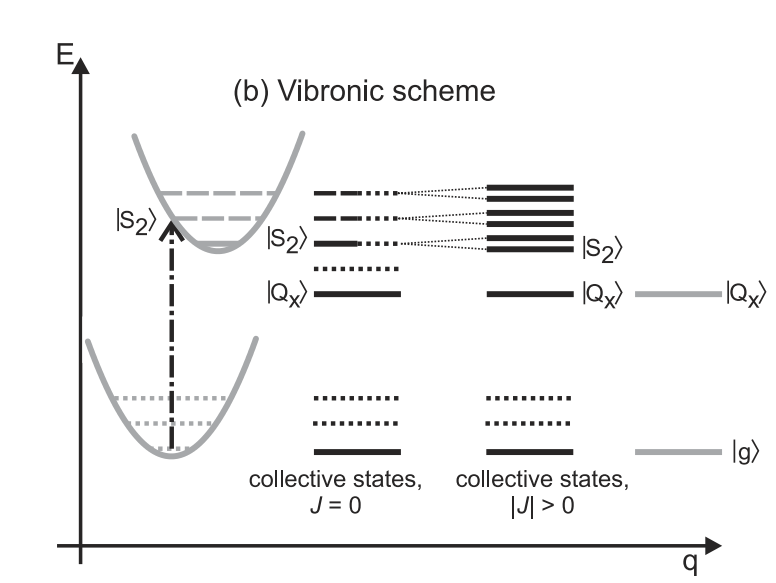 E
(b) Vibronic scheme
|S₂⟩
|S₂⟩
|S₂⟩
|Qₓ⟩
|Qₓ⟩
|Qₓ⟩
|g⟩
collective states,
J = 0
collective states,
|J| > 0
q